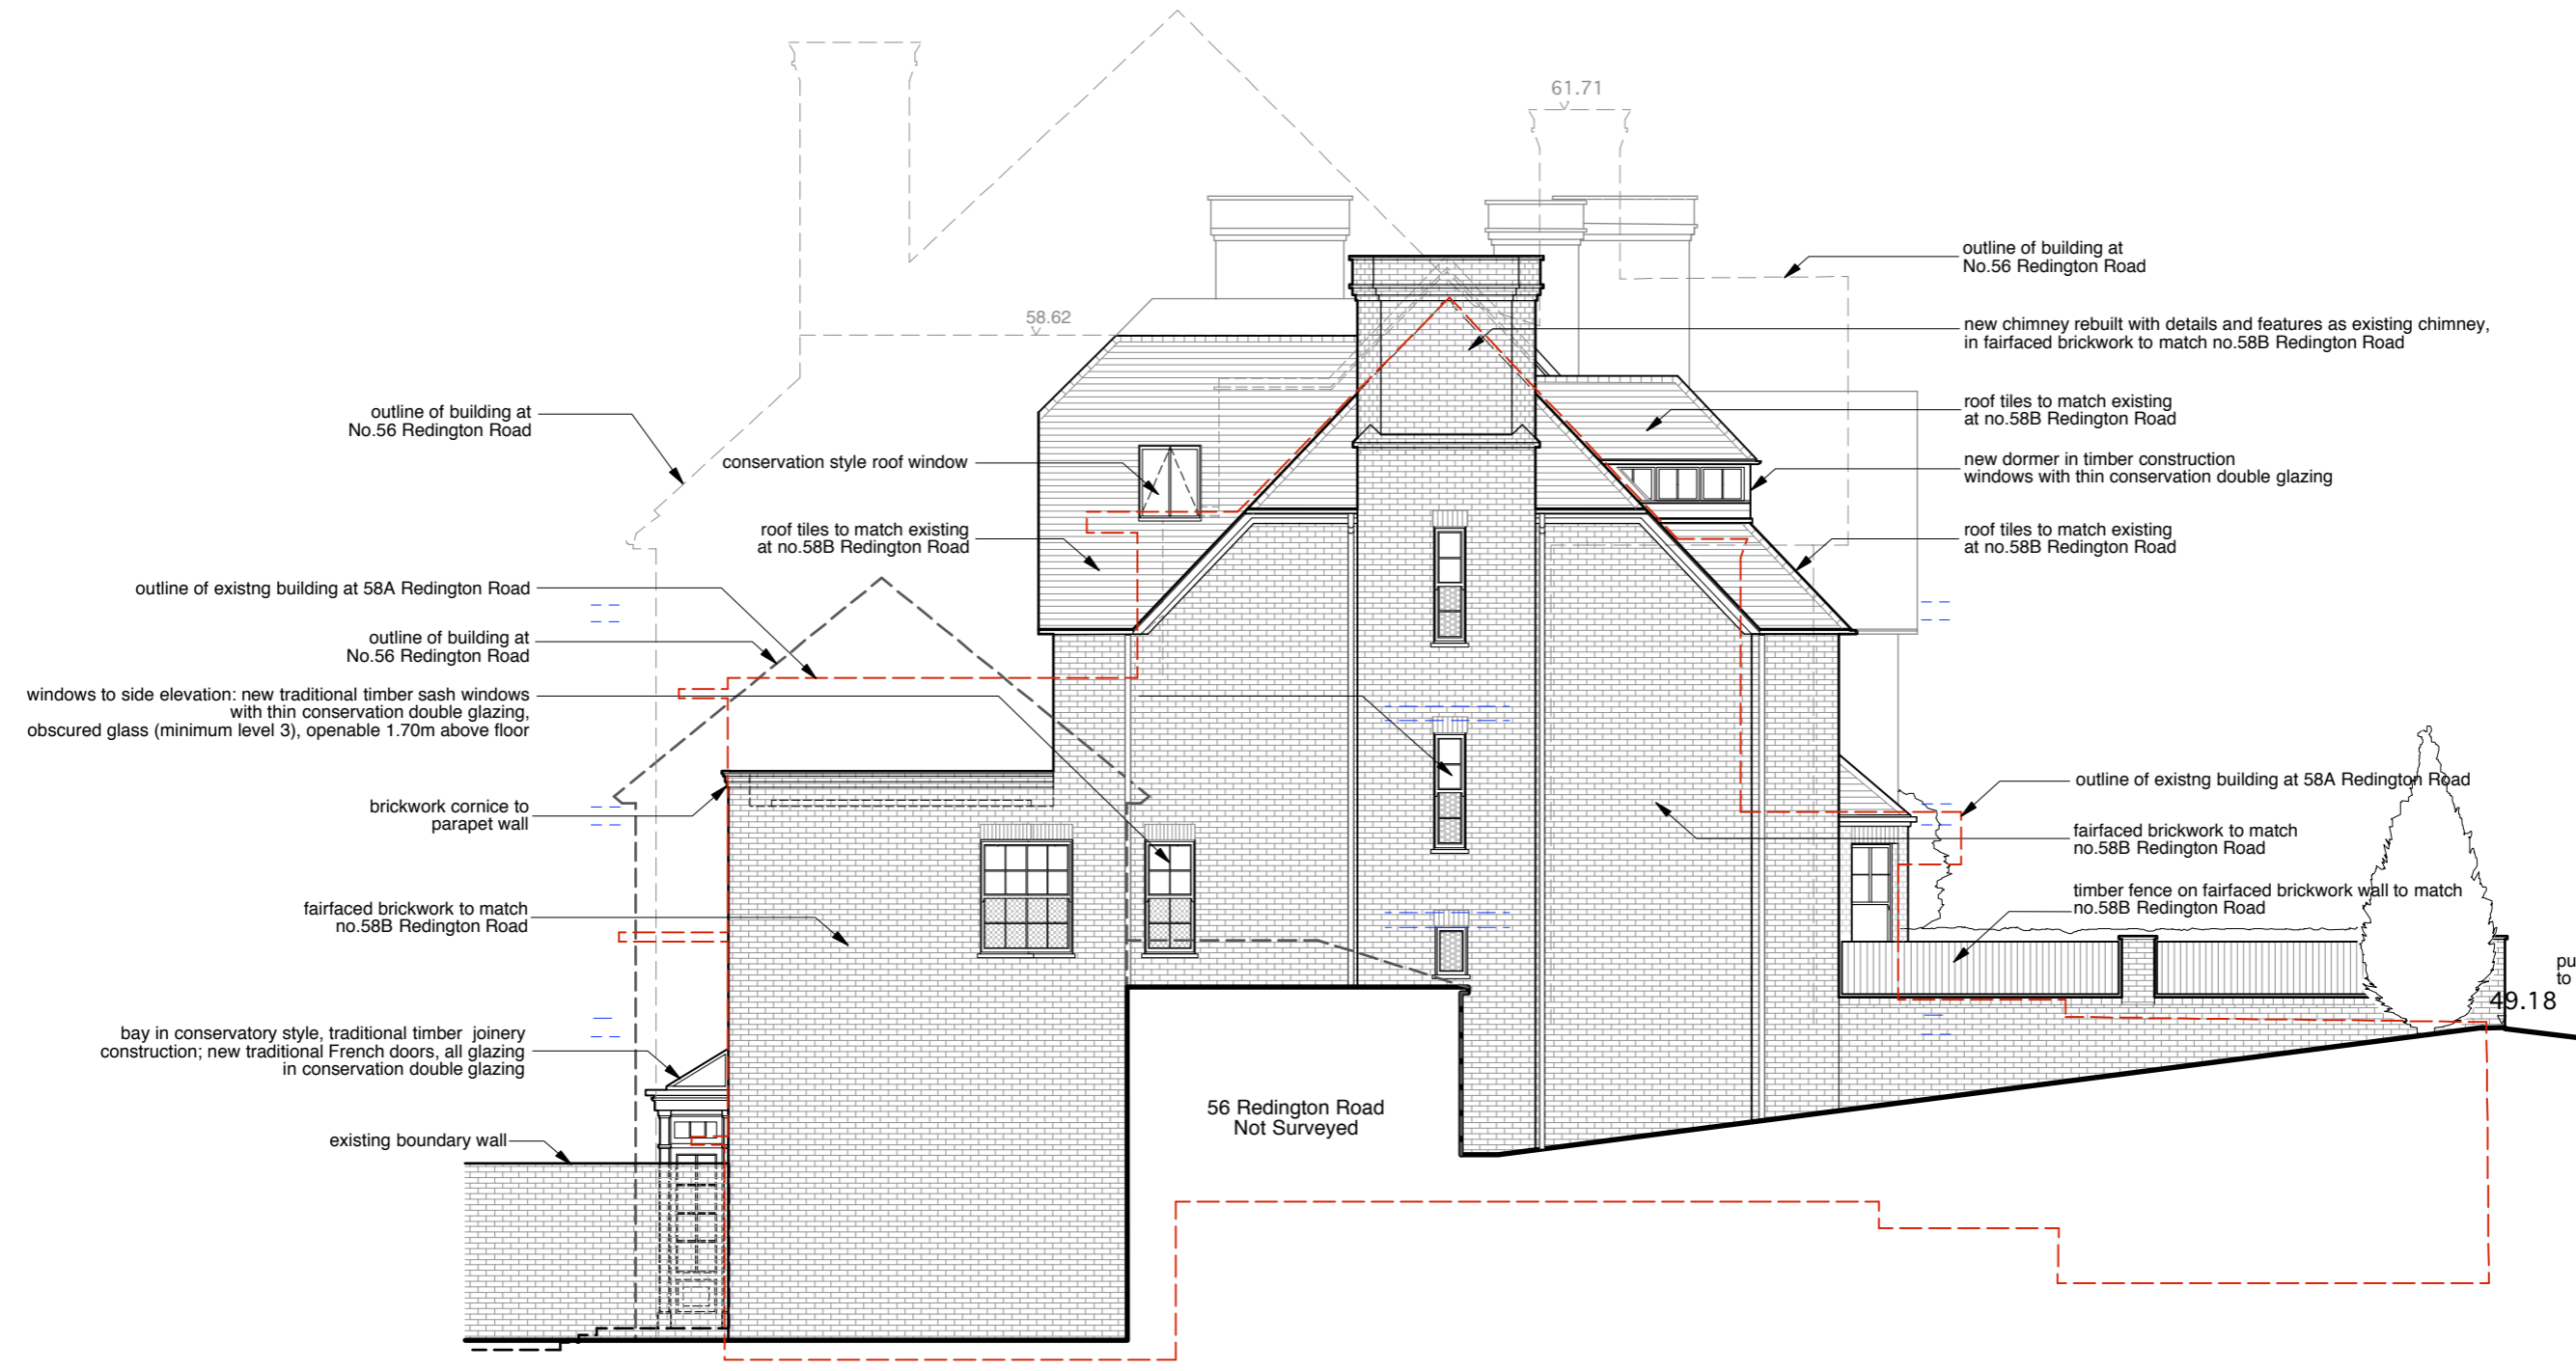 61.71
58.62
outline of building at
No.56 Redington Road
new chimney rebuilt with details and features as existing chimney,
in fairfaced brickwork to match no.58B Redington Road
outline of building at
No.56 Redington Road
roof tiles to match existing
at no.58B Redington Road
conservation style roof window
new dormer in timber construction
windows with thin conservation double glazing
roof tiles to match existing
at no.58B Redington Road
roof tiles to match existing
at no.58B Redington Road
outline of existng building at 58A Redington Road
outline of building at
No.56 Redington Road
windows to side elevation: new traditional timber sash windows
with thin conservation double glazing,
obscured glass (minimum level 3), openable 1.70m above floor
outline of existng building at 58A Redington Road
brickwork cornice to
parapet wall
fairfaced brickwork to match
no.58B Redington Road
timber fence on fairfaced brickwork wall to match
no.58B Redington Road
fairfaced brickwork to match
no.58B Redington Road
pu
to
49.18
bay in conservatory style, traditional timber joinery
construction; new traditional French doors, all glazing
in conservation double glazing
56 Redington Road
Not Surveyed
existing boundary wall